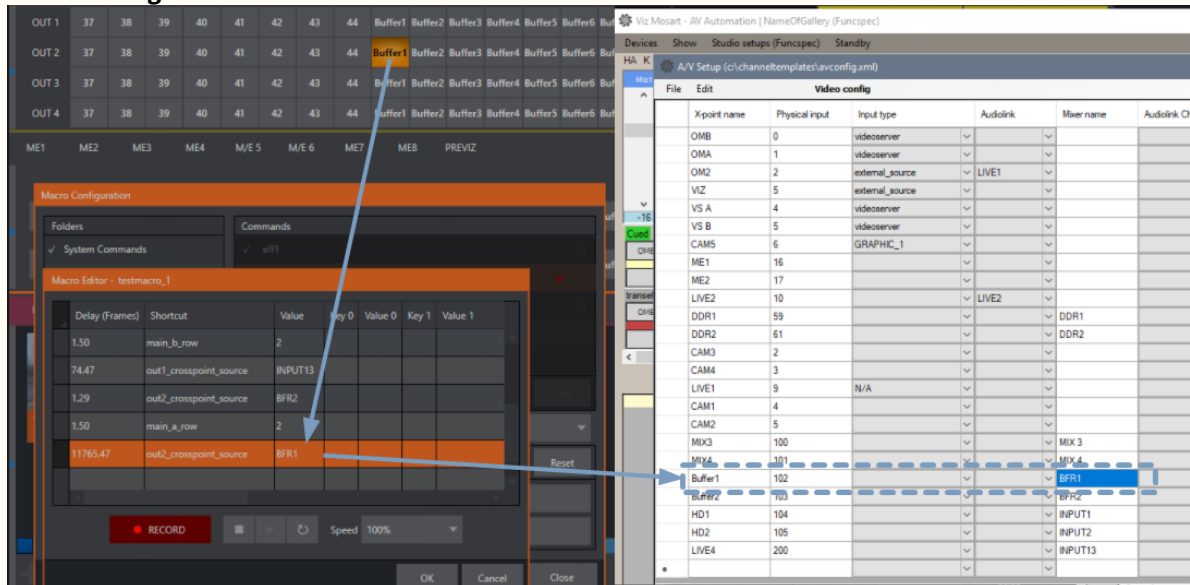 OUT 1 37 38 39 40 41 42 43 44 Buffer1 Buffer2 Buffer3 Buffer4 Buffer5 Buffer6 Buf
OUT 2 37 38 39 40 41 42 43 44 Buffer1 Buffer2 Buffer3 Buffer4 Buffer5 Buffer6 Buf
OUT 3 37 38 39 40 41 42 43 44 Buffer1 Buffer2 Buffer3 Buffer4 Buffer5 Buffer6 Buf
OUT 4 37 38 39 40 41 42 43 44 Buffer1 Buffer2 Buffer3 Buffer4 Buffer5 Buffer6 Buf
ME1 ME2 ME3 ME4 M/E 5 M/E 6 ME7 ME8 PREVIZ
Macro Configuration
Folders Commands
✓ System Commands ✓ eff1
Macro Editor - testmacro_1
Delay (Frames) Shortcut Value Key 0 Value 0 Key 1 Value 1
1.50 main_b_row 2
74.47 out1_crosspoint_source INPUT13
1.29 out2_crosspoint_source BFR2
1.50 main_a_row 2
11765.47 out2_crosspoint_source BFR1
Reset
RECORD Speed 100%
OK Cancel Close
Viz Mosart - AV Automation | NameOfGallery (Funcspec)
Devices Show Studio setups (Funcspec) Standby
HA K
A/V Setup (c:\channeltemplates\avconfig.xml)
Mic1
File Edit Video config
X-point name Physical input Input type Audiolink Mixer name Audiolink Ch
OMB 0 videoserver
OMA 1 videoserver
OM2 2 external_source LIVE1
VIZ 5 external_source
VS A 4 videoserver
-16
VS B 5 videoserver
Cued
CAM5 6 GRAPHIC_1
OME
ME1 16
ME2 17
LIVE2 10 LIVE2
DDR1 59 DDR1
DDR2 61 DDR2
CAM3 2
CAM4 3
LIVE1 9 N/A
CAM1 4
CAM2 5
MIX3 100 MIX 3
MIX4 101 MIX 4
Buffer1 102 BFR1
Buffer2 103 BFR2
HD1 104 INPUT1
HD2 105 INPUT2
LIVE4 200 INPUT13